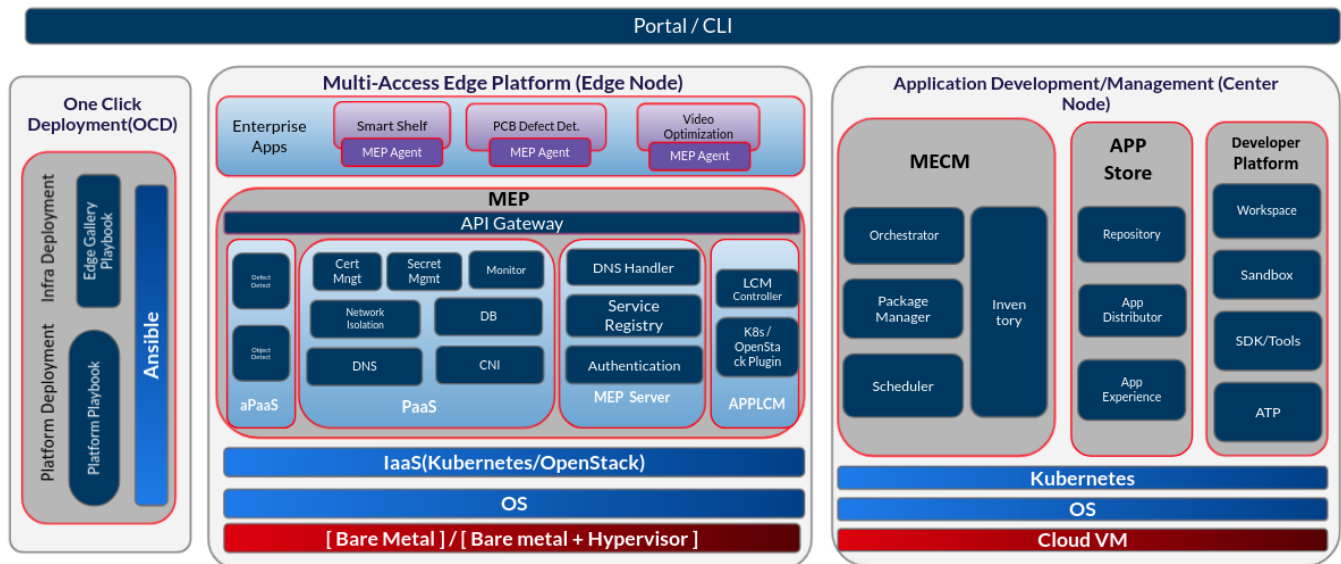 Portal / CLI
One Click
Deployment(OCD)
Infra Deployment
Edge Gallery
Playbook
Platform Deployment
Platform Playbook
Ansible
Multi-Access Edge Platform (Edge Node)
Enterprise
Apps
Smart Shelf
MEP Agent
PCB Defect Det.
MEP Agent
Video
Optimization
MEP Agent
MEP
API Gateway
Defect
Detect
Object
Detect
aPaaS
Cert
Mngt
Secret
Mgmt
Monitor
Network
Isolation
DB
DNS
CNI
PaaS
DNS Handler
Service
Registry
Authentication
MEP Server
LCM
Controller
K8s /
OpenSta
ck Plugin
APPLCM
IaaS(Kubernetes/OpenStack)
OS
[ Bare Metal ] / [ Bare metal + Hypervisor ]
Application Development/Management (Center
Node)
MECM
Orchestrator
Package
Manager
Scheduler
Inven
tory
APP
Store
Repository
App
Distributor
App
Experience
Developer
Platform
Workspace
Sandbox
SDK/Tools
ATP
Kubernetes
OS
Cloud VM